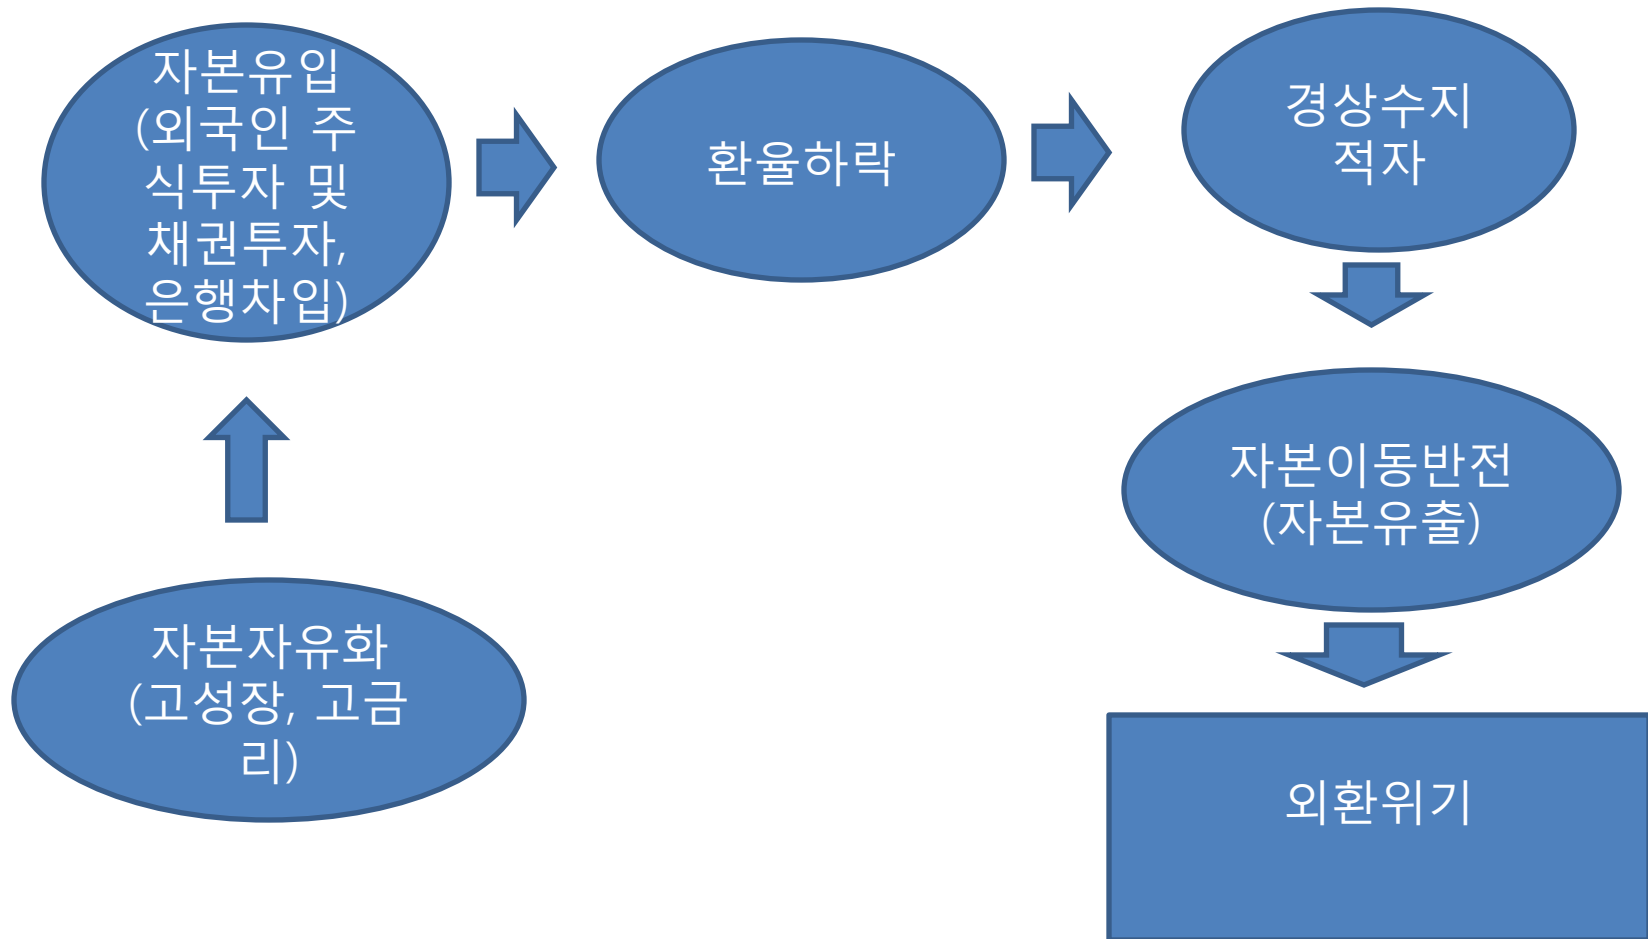 자본유입
(외국인 주
식투자 및
채권투자,
은행차입)
환율하락
경상수지
적자
자본이동반전
(자본유출)
자본자유화
(고성장, 고금
리)
외환위기